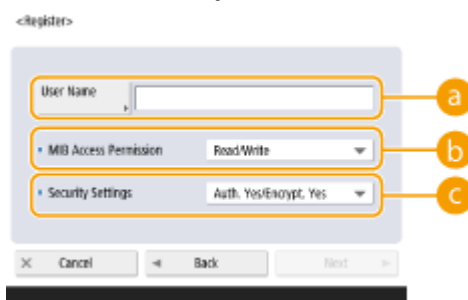 <Register>
User Name
a
MIB Access Permission Read/Write
b
Security Settings Auth. Yes/Encrypt. Yes
c
× Cancel ◄ Back Next ►